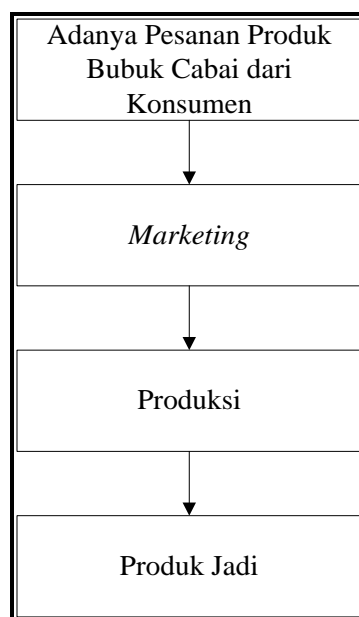 Adanya Pesanan Produk
Bubuk Cabai dari
Konsumen
Marketing
Produksi
Produk Jadi